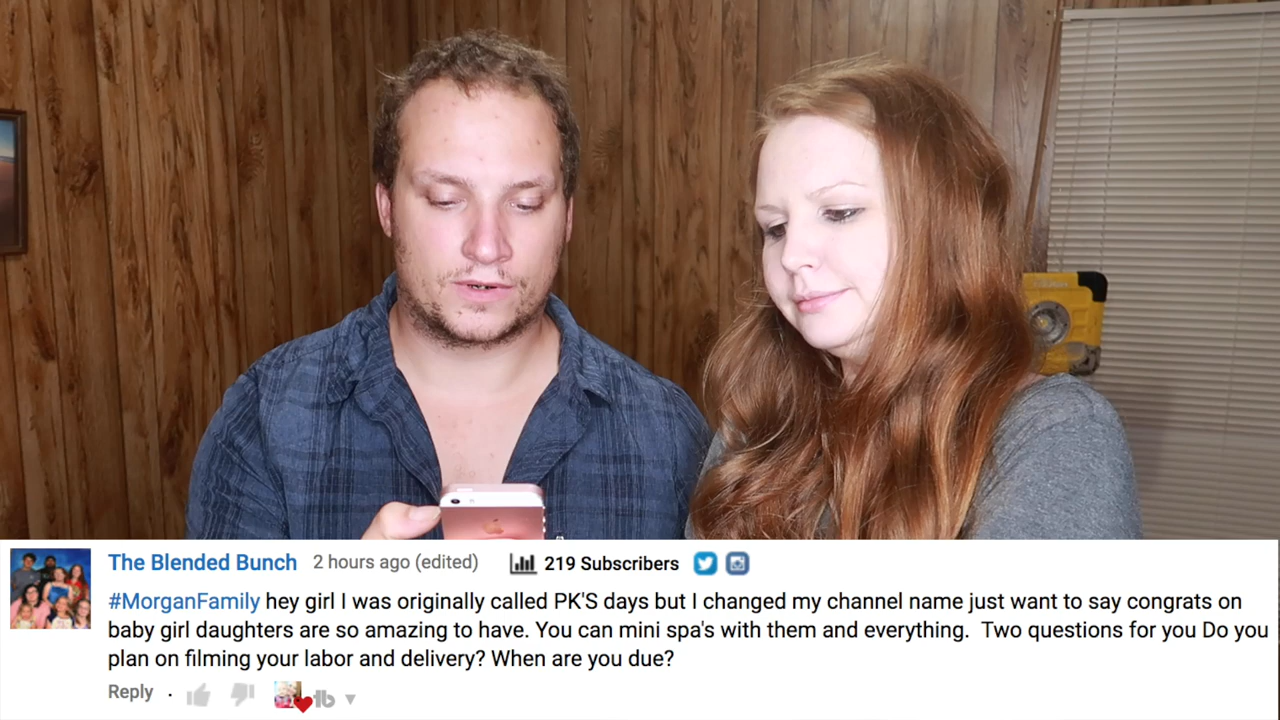 The Blended Bunch 2 hours ago (edited) 219 Subscribers
#MorganFamily hey girl I was originally called PK'S days but I changed my channel name just want to say congrats on
baby girl daughters are so amazing to have. You can mini spa's with them and everything.  Two questions for you Do you
plan on filming your labor and delivery? When are you due?
Reply · tb